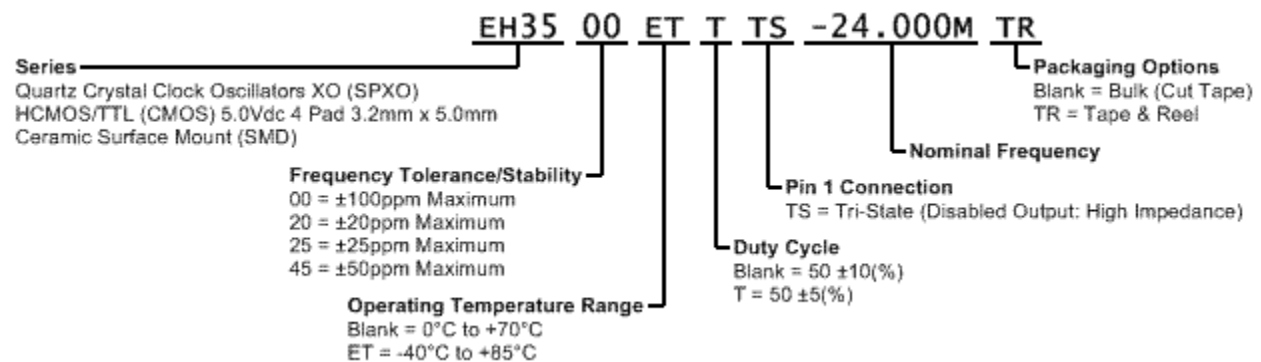 EH35 00 ET T TS -24.000M TR
Series
Quartz Crystal Clock Oscillators XO (SPXO)
HCMOS/TTL (CMOS) 5.0Vdc 4 Pad 3.2mm x 5.0mm
Ceramic Surface Mount (SMD)
Packaging Options
Blank = Bulk (Cut Tape)
TR = Tape & Reel
Nominal Frequency
Frequency Tolerance/Stability
00 = ±100ppm Maximum
20 = ±20ppm Maximum
25 = ±25ppm Maximum
45 = ±50ppm Maximum
Pin 1 Connection
TS = Tri-State (Disabled Output: High Impedance)
Duty Cycle
Blank = 50 ±10(%)
T = 50 ±5(%)
Operating Temperature Range
Blank = 0°C to +70°C
ET = -40°C to +85°C